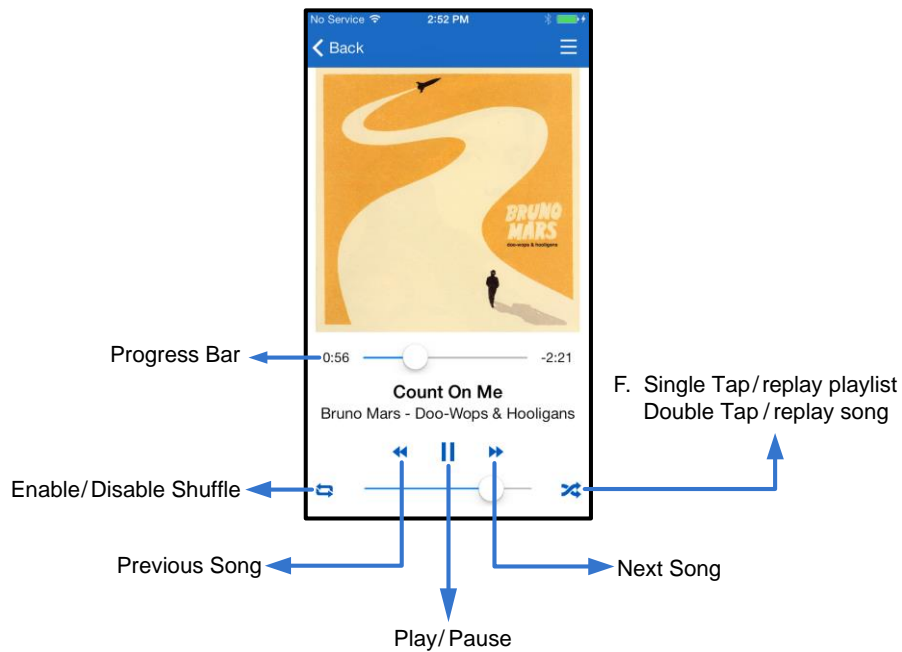 No Service 2:52 PM
Back
BRUNO
MARS
doo-wops & hooligans
Progress Bar
0:56 -2:21
Count On Me
Bruno Mars - Doo-Wops & Hooligans
F. Single Tap/replay playlist
Double Tap/replay song
Enable/Disable Shuffle
Previous Song
Next Song
Play/Pause